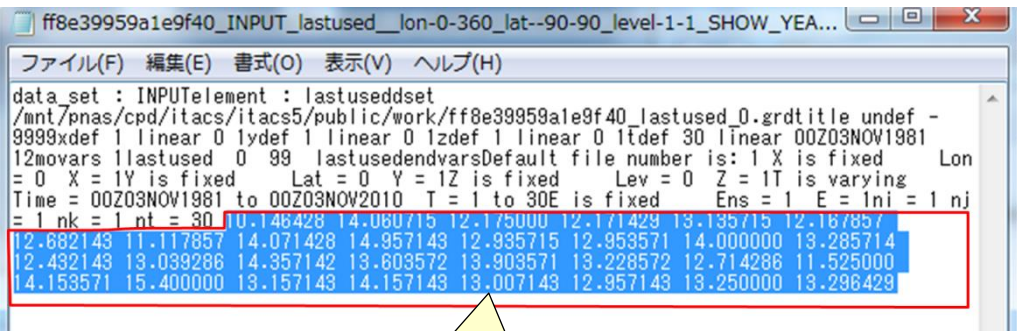 ff8e39959a1e9f40_INPUT_lastused__lon-0-360_lat--90-90_level-1-1_SHOW_YEA...
ファイル(F) 編集(E) 書式(O) 表示(V) ヘルプ(H)
data_set : INPUTelement : lastuseddset
/mnt/pnas/cpd/itacs/itacs5/public/work/ff8e39959a1e9f40_lastused_0.grdtitle undef -
9999xdef 1 linear 0 1ydef 1 linear 0 1zdef 1 linear 0 1tdef 30 linear 00Z03NOV1981
12movars 1lastused 0 99 lastusedendvarsDefault file number is: 1 X is fixed Lon
= 0 X = 1Y is fixed Lat = 0 Y = 1Z is fixed Lev = 0 Z = 1T is varying
Time = 00Z03NOV1981 to 00Z03NOV2010 T = 1 to 30E is fixed Ens = 1 E = 1ni = 1 nj
= 1 nk = 1 nt = 30 10.146428 14.060715 12.175000 12.171429 13.135715 12.167857
12.682143 11.117857 14.071428 14.957143 12.935715 12.953571 14.000000 13.285714
12.432143 13.039286 14.357142 13.603572 13.903571 13.228572 12.714286 11.525000
14.153571 15.400000 13.157143 14.157143 13.007143 12.957143 13.250000 13.296429